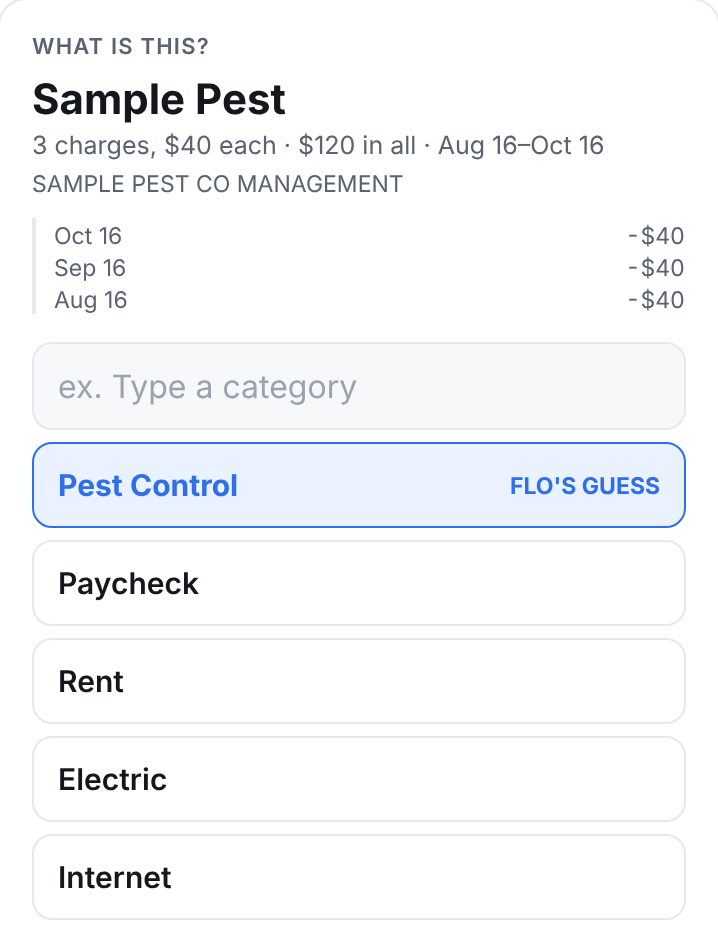 WHAT IS THIS?
Sample Pest
3 charges, $40 each · $120 in all · Aug 16–Oct 16
SAMPLE PEST CO MANAGEMENT
Oct 16 -$40
Sep 16 -$40
Aug 16 -$40
ex. Type a category
Pest Control FLO'S GUESS
Paycheck
Rent
Electric
Internet